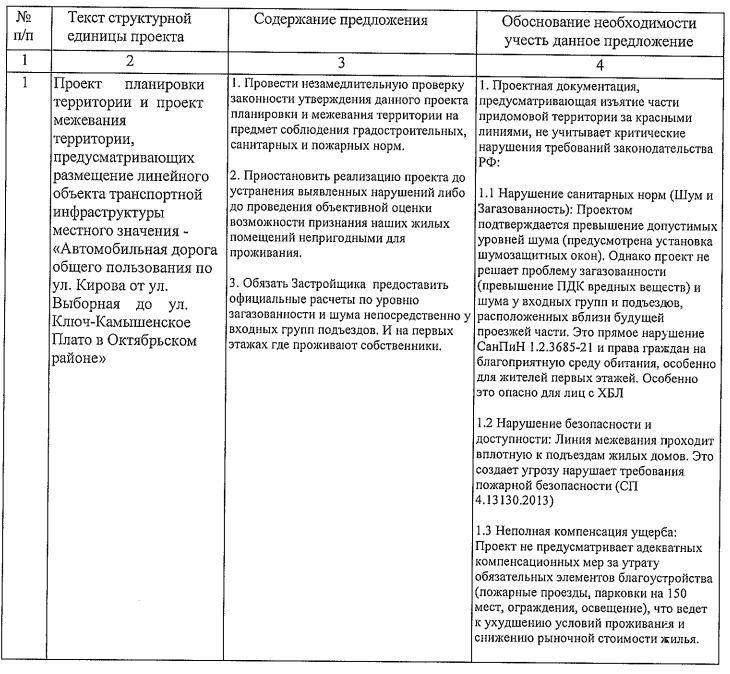 №
п/п
Текст структурной
единицы проекта
Содержание предложения
Обоснование необходимости
учесть данное предложение
1
2
3
4
1
Проект планировки
территории и проект
межевания
территории,
предусматривающих
размещение линейного
объекта транспортной
инфраструктуры
местного значения -
«Автомобильная дорога
общего пользования по
ул. Кирова от ул.
Выборная до ул.
Ключ-Камышенское
Плато в Октябрьском
районе»
1. Провести незамедлительную проверку
законности утверждения данного проекта
планировки и межевания территории на
предмет соблюдения градостроительных,
санитарных и пожарных норм.
2. Приостановить реализацию проекта до
устранения выявленных нарушений либо
до проведения объективной оценки
возможности признания наших жилых
помещений непригодными для
проживания.
3. Обязать Застройщика предоставить
официальные расчеты по уровню
загазованности и шума непосредственно у
входных групп подъездов. И на первых
этажах где проживают собственники.
1. Проектная документация,
предусматривающая изъятие части
придомовой территории за красными
линиями, не учитывает критические
нарушения требований законодательства
РФ:
1.1 Нарушение санитарных норм (Шум и
Загазованность): Проектом
подтверждается превышение допустимых
уровней шума (предусмотрена установка
шумозащитных окон). Однако проект не
решает проблему загазованности
(превышение ПДК вредных веществ) и
шума у входных групп и подъездов,
расположенных вблизи будущей
проезжей части. Это прямое нарушение
СанПиН 1.2.3685-21 и права граждан на
благоприятную среду обитания, особенно
для жителей первых этажей. Особенно
это опасно для лиц с ХБЛ
1.2 Нарушение безопасности и
доступности: Линия межевания проходит
вплотную к подъездам жилых домов. Это
создает угрозу нарушает требования
пожарной безопасности (СП
4.13130.2013)
1.3 Неполная компенсация ущерба:
Проект не предусматривает адекватных
компенсационных мер за утрату
обязательных элементов благоустройства
(пожарные проезды, парковки на 150
мест, ограждения, освещение), что ведет
к ухудшению условий проживания и
снижению рыночной стоимости жилья.